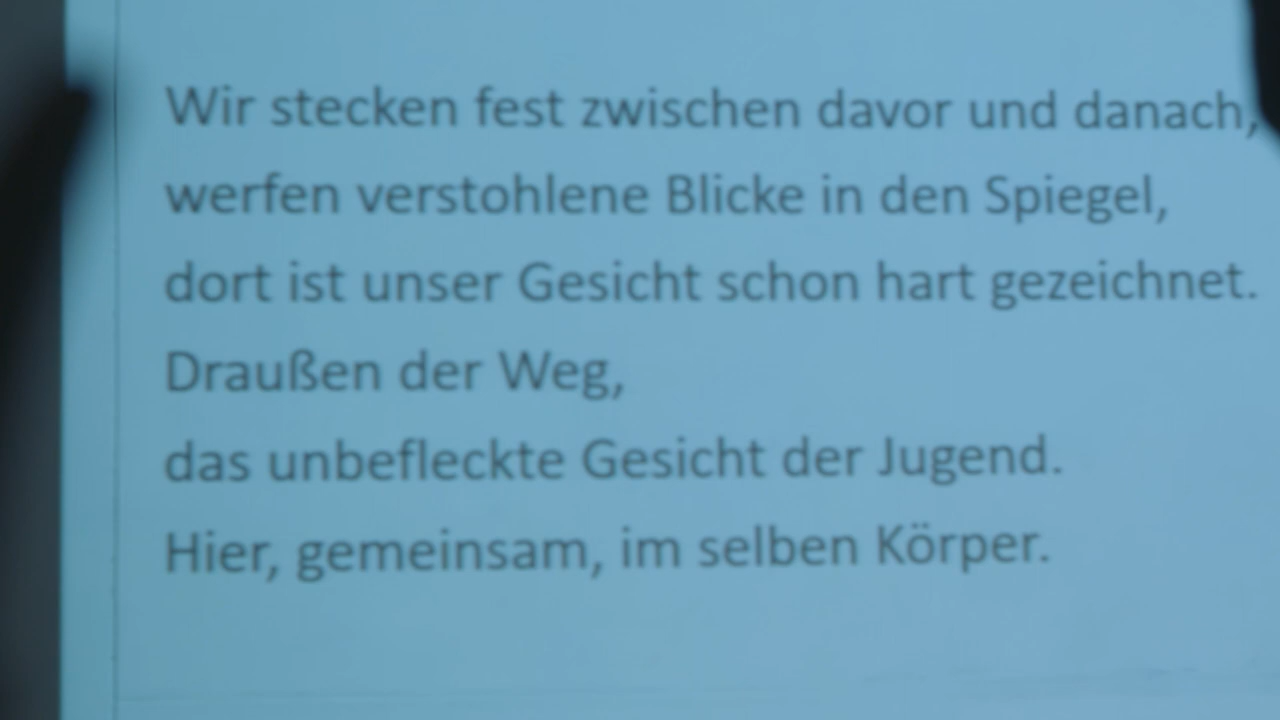 Wir stecken fest zwischen davor und danach,
werfen verstohlene Blicke in den Spiegel,
dort ist unser Gesicht schon hart gezeichnet.
Draußen der Weg,
das unbefleckte Gesicht der Jugend.
Hier, gemeinsam, im selben Körper.